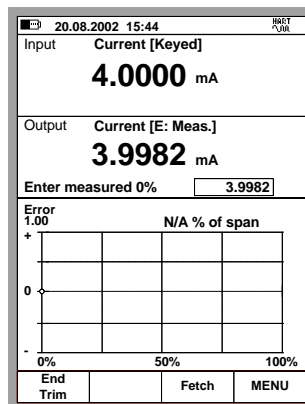 20.08.2002 15:44 HART
Input Current [Keyed]
4.0000 mA
Output Current [E: Meas.]
3.9982 mA
Enter measured 0% 3.9982
Error
1.00 N/A % of span
+
0
-
0% 50% 100%
End Trim Fetch MENU